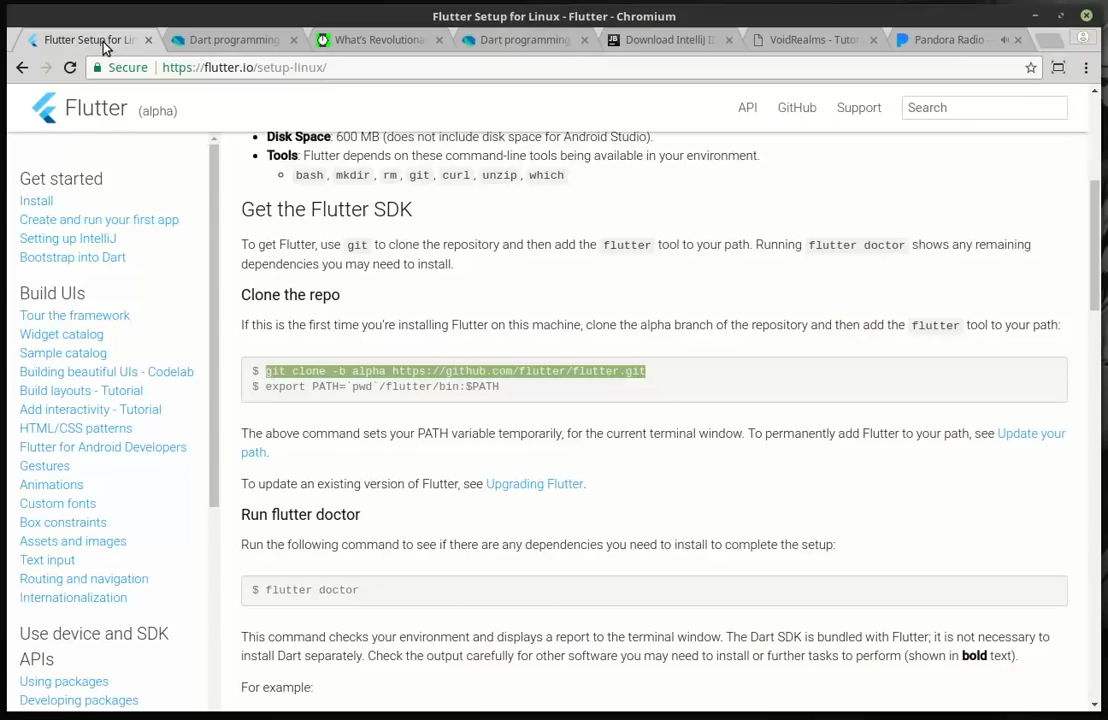 Flutter Setup for Linux - Flutter - Chromium
Flutter Setup for Li
Dart programming
What's Revolutiona
Dart programming
Download IntelliJ I
VoidRealms - Tutor
Pandora Radio -
Secure
https://flutter.io/setup-linux/
Flutter (alpha)
API
GitHub
Support
Search
Get started
Install
Create and run your first app
Setting up IntelliJ
Bootstrap into Dart
Build UIs
Tour the framework
Widget catalog
Sample catalog
Building beautiful UIs - Codelab
Build layouts - Tutorial
Add interactivity - Tutorial
HTML/CSS patterns
Flutter for Android Developers
Gestures
Animations
Custom fonts
Box constraints
Assets and images
Text input
Routing and navigation
Internationalization
Use device and SDK
APIs
Using packages
Developing packages
• Disk Space: 600 MB (does not include disk space for Android Studio).
• Tools: Flutter depends on these command-line tools being available in your environment.
bash, mkdir, rm, git, curl, unzip, which
Get the Flutter SDK
To get Flutter, use git to clone the repository and then add the flutter tool to your path. Running flutter doctor shows any remaining
dependencies you may need to install.
Clone the repo
If this is the first time you're installing Flutter on this machine, clone the alpha branch of the repository and then add the flutter tool to your path:
$ git clone -b alpha https://github.com/flutter/flutter.git
$ export PATH=`pwd`/flutter/bin:$PATH
The above command sets your PATH variable temporarily, for the current terminal window. To permanently add Flutter to your path, see Update your
path.
To update an existing version of Flutter, see Upgrading Flutter.
Run flutter doctor
Run the following command to see if there are any dependencies you need to install to complete the setup:
$ flutter doctor
This command checks your environment and displays a report to the terminal window. The Dart SDK is bundled with Flutter; it is not necessary to
install Dart separately. Check the output carefully for other software you may need to install or further tasks to perform (shown in bold text).
For example: